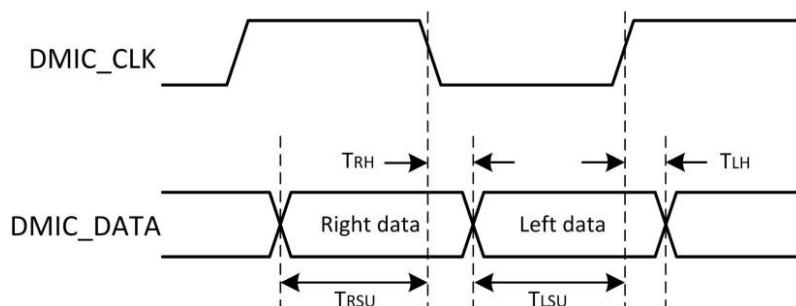 DMIC_CLK
TRH
TLH
DMIC_DATA
Right data
Left data
TRSU
TLSU